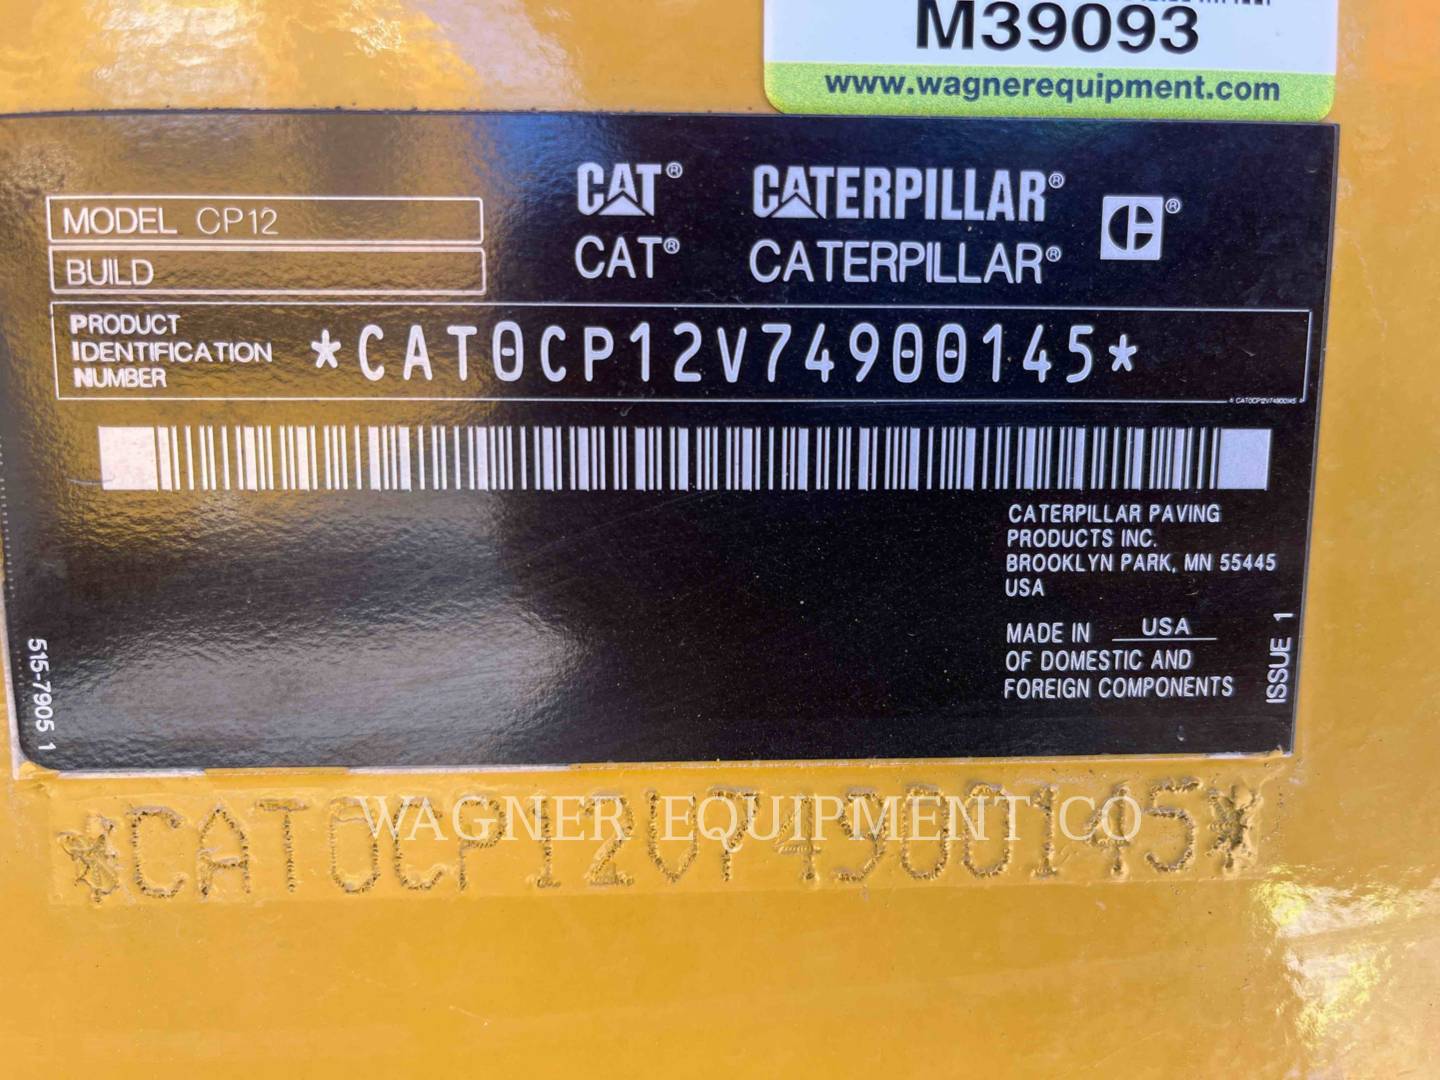 M39093
www.wagnerequipment.com
CAT® CATERPILLAR® C®
CAT® CATERPILLAR®
MODEL CP12
BUILD
PRODUCT IDENTIFICATION NUMBER *CAT0CP12V74900145*
* CAT0CP12V74900145 *
CATERPILLAR PAVING
PRODUCTS INC.
BROOKLYN PARK, MN 55445
USA
MADE IN USA
OF DOMESTIC AND
FOREIGN COMPONENTS
ISSUE 1
515-7905 1
*CAT0CP12V74900145*
WAGNER EQUIPMENT CO